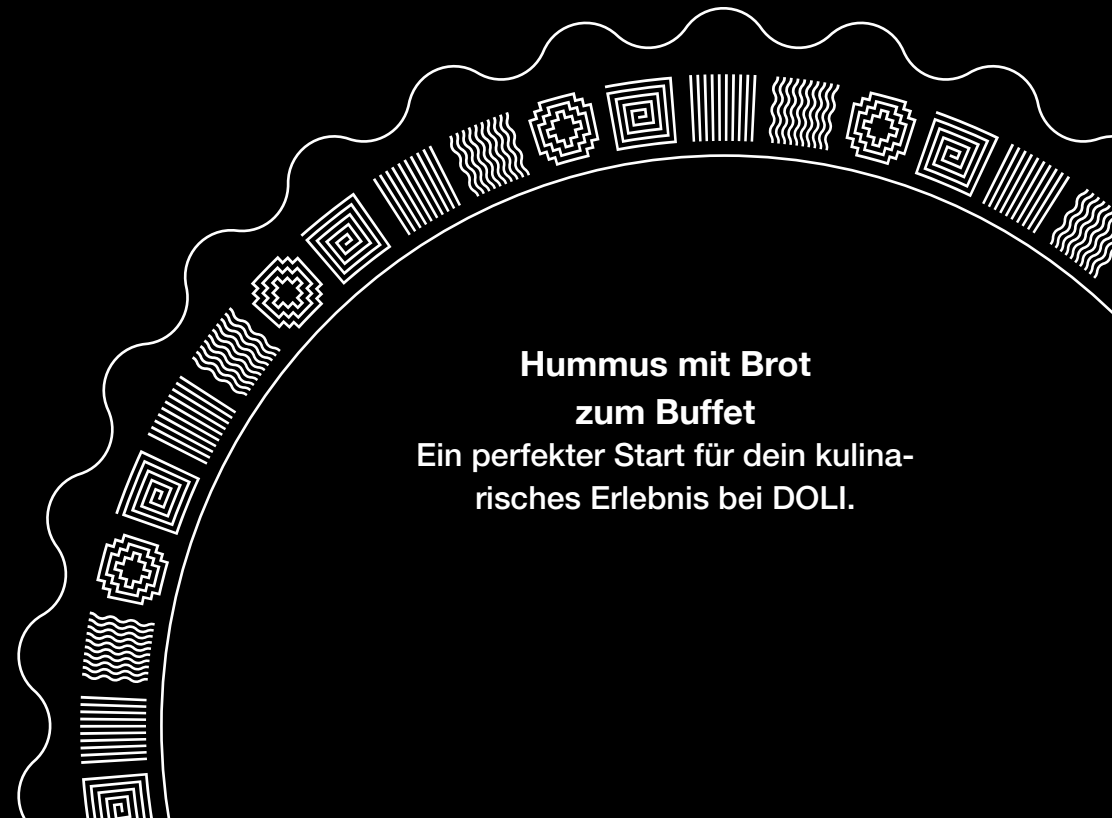 Hummus mit Brot
zum Buffet
Ein perfekter Start für dein kulina-
risches Erlebnis bei DOLI.